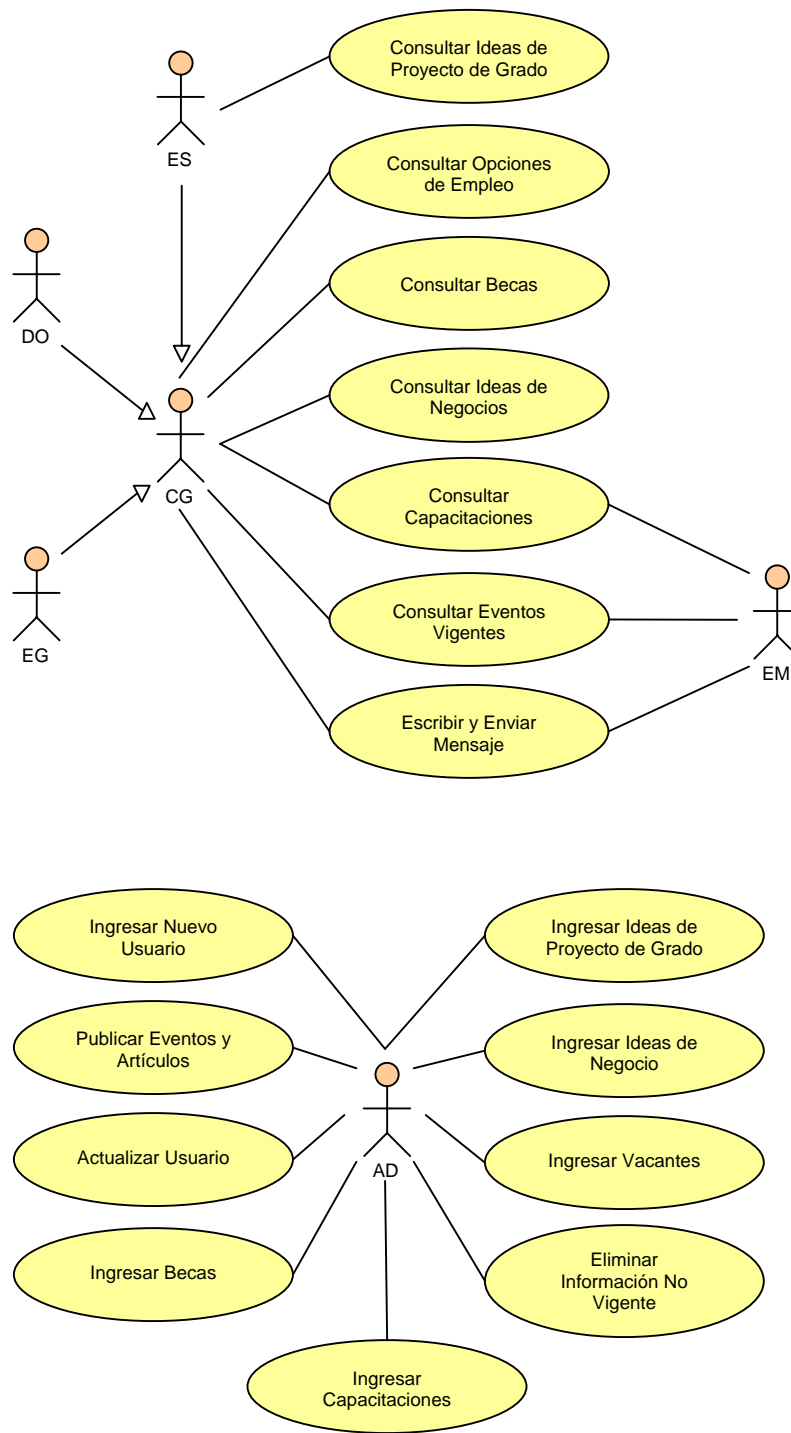 Consultar Ideas de
Proyecto de Grado
ES
Consultar Opciones
de Empleo
DO
Consultar Becas
Consultar Ideas de
Negocios
CG
Consultar
Capacitaciones
EG
Consultar Eventos
Vigentes
EM
Escribir y Enviar
Mensaje
Ingresar Nuevo
Usuario
Ingresar Ideas de
Proyecto de Grado
Publicar Eventos y
Artículos
Ingresar Ideas de
Negocio
Actualizar Usuario
AD
Ingresar Vacantes
Ingresar Becas
Eliminar
Información No
Vigente
Ingresar
Capacitaciones